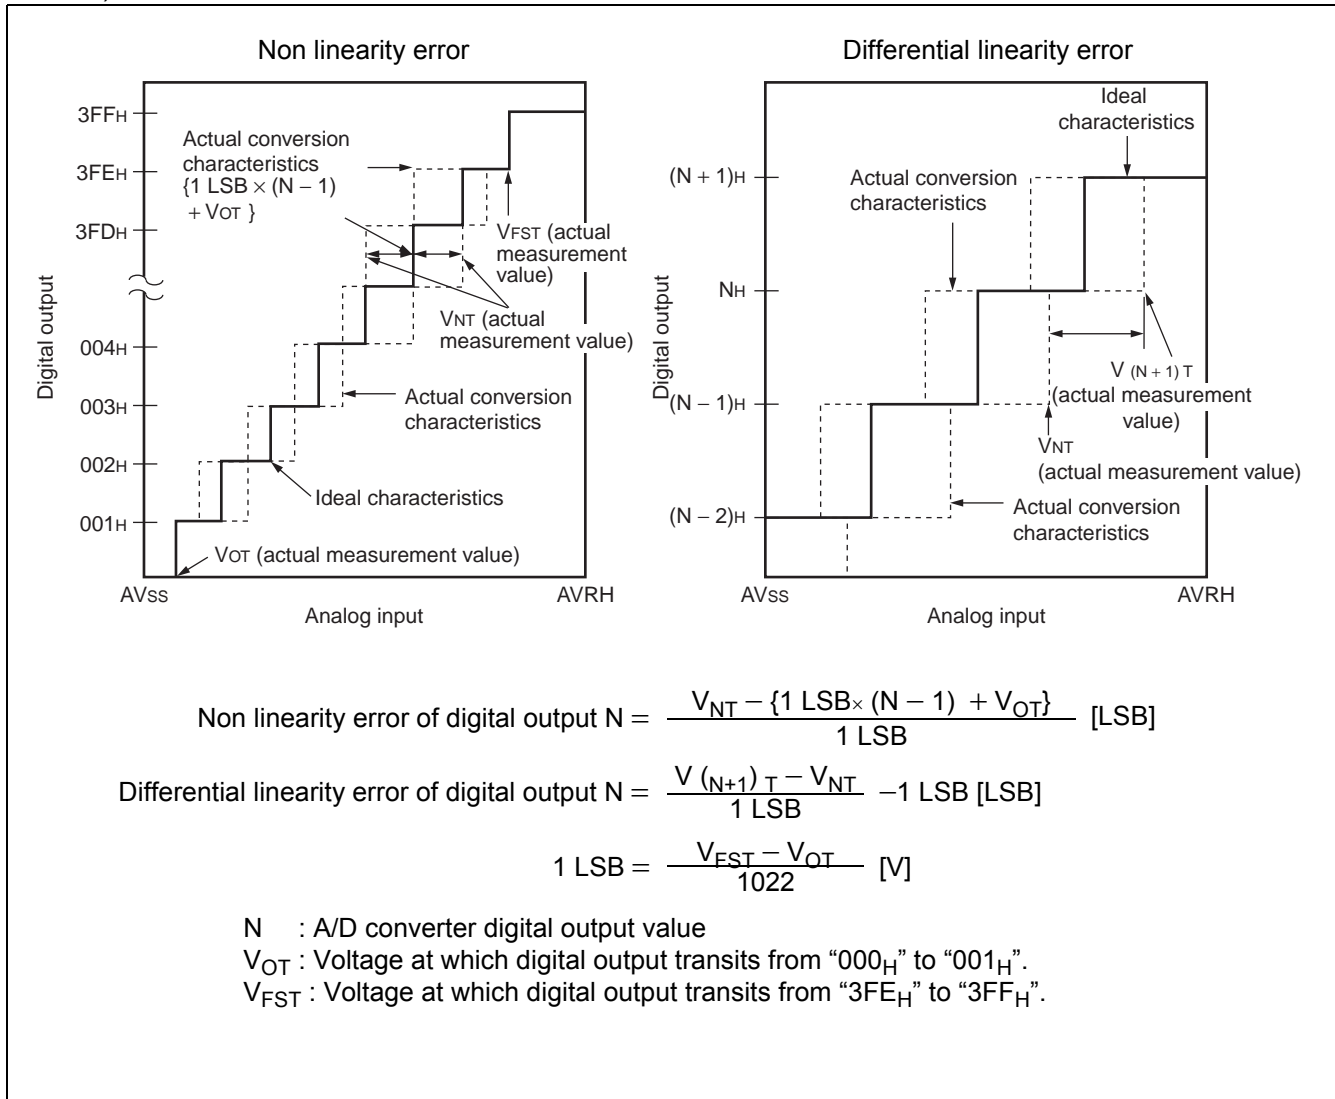 Non linearity error
3FFH
3FEH
3FDH
004H
003H
002H
001H
Digital output
Actual conversion
characteristics
{1 LSB × (N − 1)
+ VOT }
VFST (actual
measurement
value)
VNT (actual
measurement value)
Actual conversion
characteristics
Ideal characteristics
VOT (actual measurement value)
AVSS
AVRH
Analog input
Differential linearity error
(N + 1)H
NH
(N − 1)H
(N − 2)H
Digital output
Ideal
characteristics
Actual conversion
characteristics
V (N + 1) T
(actual measurement
value)
VNT
(actual measurement value)
Actual conversion
characteristics
AVSS
AVRH
Analog input
Non linearity error of digital output N = VNT − {1 LSB× (N − 1) + VOT} / 1 LSB [LSB]
Differential linearity error of digital output N = V (N+1) T − VNT / 1 LSB −1 LSB [LSB]
1 LSB = VFST − VOT / 1022 [V]
N : A/D converter digital output value
VOT : Voltage at which digital output transits from “000H” to “001H”.
VFST : Voltage at which digital output transits from “3FEH” to “3FFH”.